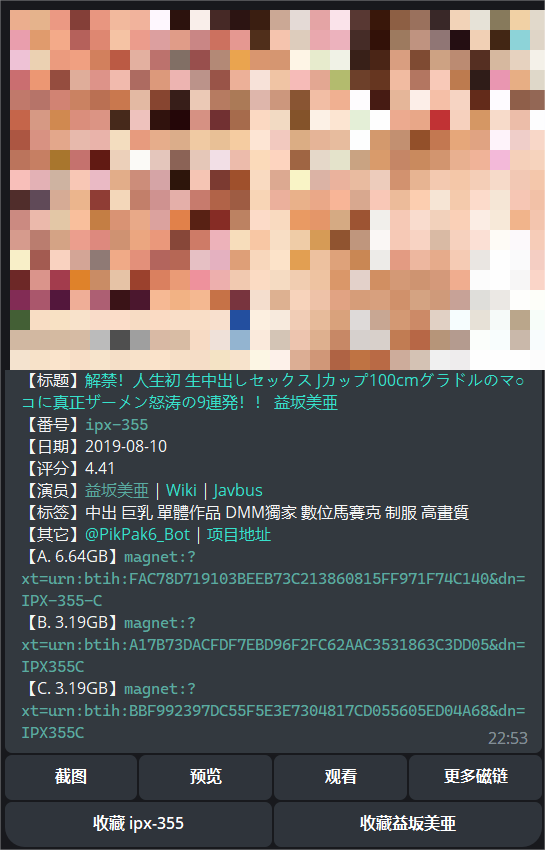 【标题】解禁！人生初 生中出しセックス Jカップ100cmグラドルのマ○
コに真正ザーメン怒涛の9連発！！ 益坂美亜
【番号】ipx-355
【日期】2019-08-10
【评分】4.41
【演员】益坂美亜 | Wiki | Javbus
【标签】中出 巨乳 單體作品 DMM獨家 數位馬賽克 制服 高畫質
【其它】@PikPak6_Bot | 项目地址
【A. 6.64GB】magnet:?
xt=urn:btih:FAC78D719103BEEB73C213860815FF971F74C140&dn=
IPX-355-C
【B. 3.19GB】magnet:?
xt=urn:btih:A17B73DACFDF7EBD96F2FC62AAC3531863C3DD05&dn=
IPX355C
【C. 3.19GB】magnet:?
xt=urn:btih:BBF992397DC55F5E3E7304817CD055605ED04A68&dn=
IPX355C
22:53
截图 预览 观看 更多磁链
收藏 ipx-355 收藏益坂美亜